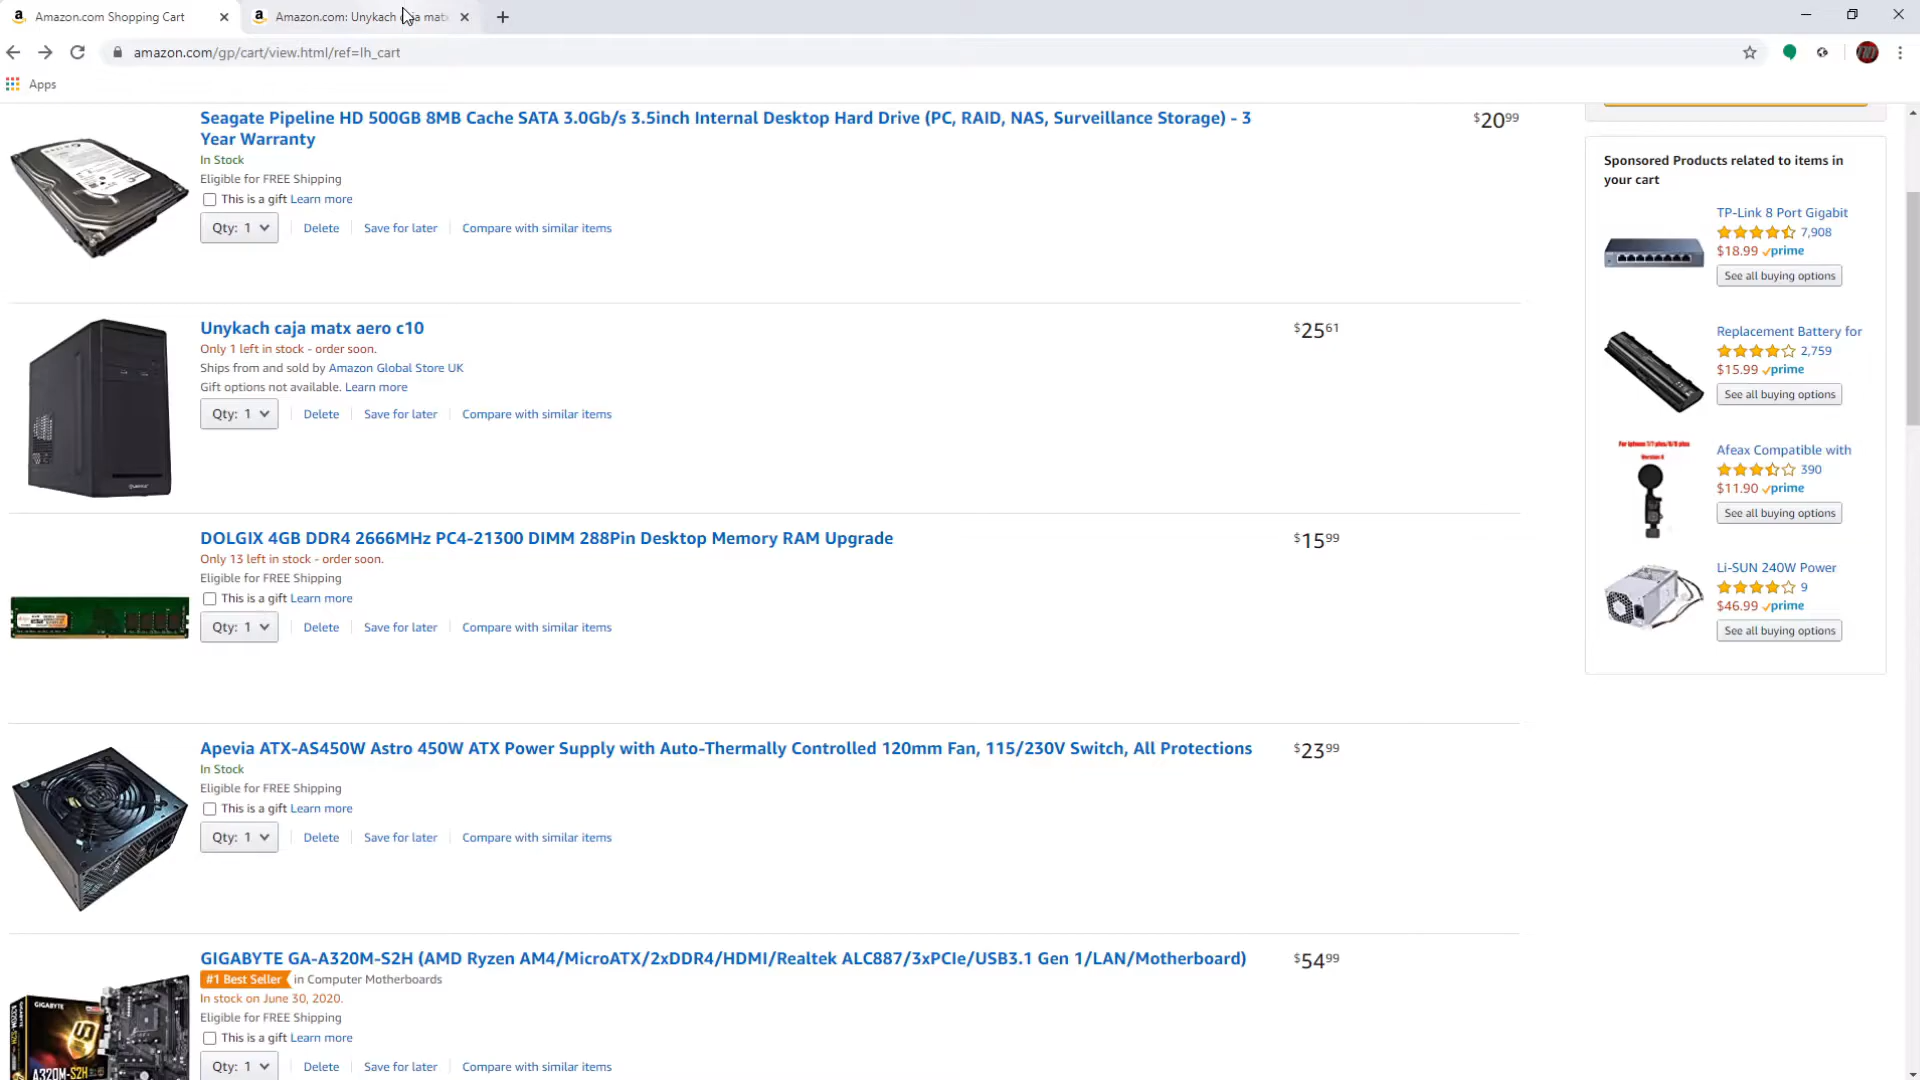 Amazon.com Shopping Cart
Amazon.com: Unykach caja mat
amazon.com/gp/cart/view.html/ref=lh_cart
Apps
Seagate Pipeline HD 500GB 8MB Cache SATA 3.0Gb/s 3.5inch Internal Desktop Hard Drive (PC, RAID, NAS, Surveillance Storage) - 3
Year Warranty
$20.99
In Stock
Eligible for FREE Shipping
This is a gift Learn more
Qty: 1 Delete Save for later Compare with similar items
Unykach caja matx aero c10
$25.61
Only 1 left in stock - order soon.
Ships from and sold by Amazon Global Store UK
Gift options not available. Learn more
Qty: 1 Delete Save for later Compare with similar items
DOLGIX 4GB DDR4 2666MHz PC4-21300 DIMM 288Pin Desktop Memory RAM Upgrade
$15.99
Only 13 left in stock - order soon.
Eligible for FREE Shipping
This is a gift Learn more
Qty: 1 Delete Save for later Compare with similar items
Apevia ATX-AS450W Astro 450W ATX Power Supply with Auto-Thermally Controlled 120mm Fan, 115/230V Switch, All Protections
$23.99
In Stock
Eligible for FREE Shipping
This is a gift Learn more
Qty: 1 Delete Save for later Compare with similar items
GIGABYTE GA-A320M-S2H (AMD Ryzen AM4/MicroATX/2xDDR4/HDMI/Realtek ALC887/3xPCIe/USB3.1 Gen 1/LAN/Motherboard)
$54.99
#1 Best Seller in Computer Motherboards
In stock on June 30, 2020.
Eligible for FREE Shipping
This is a gift Learn more
Qty: 1 Delete Save for later Compare with similar items
GIGABYTE
A320M-S2H
Sponsored Products related to items in
your cart
TP-Link 8 Port Gigabit
7,908
$18.99 prime
See all buying options
Replacement Battery for
2,759
$15.99 prime
See all buying options
For iphone 7/7 plus/8/8 plus
Afeax Compatible with
390
$11.90 prime
See all buying options
Li-SUN 240W Power
9
$46.99 prime
See all buying options